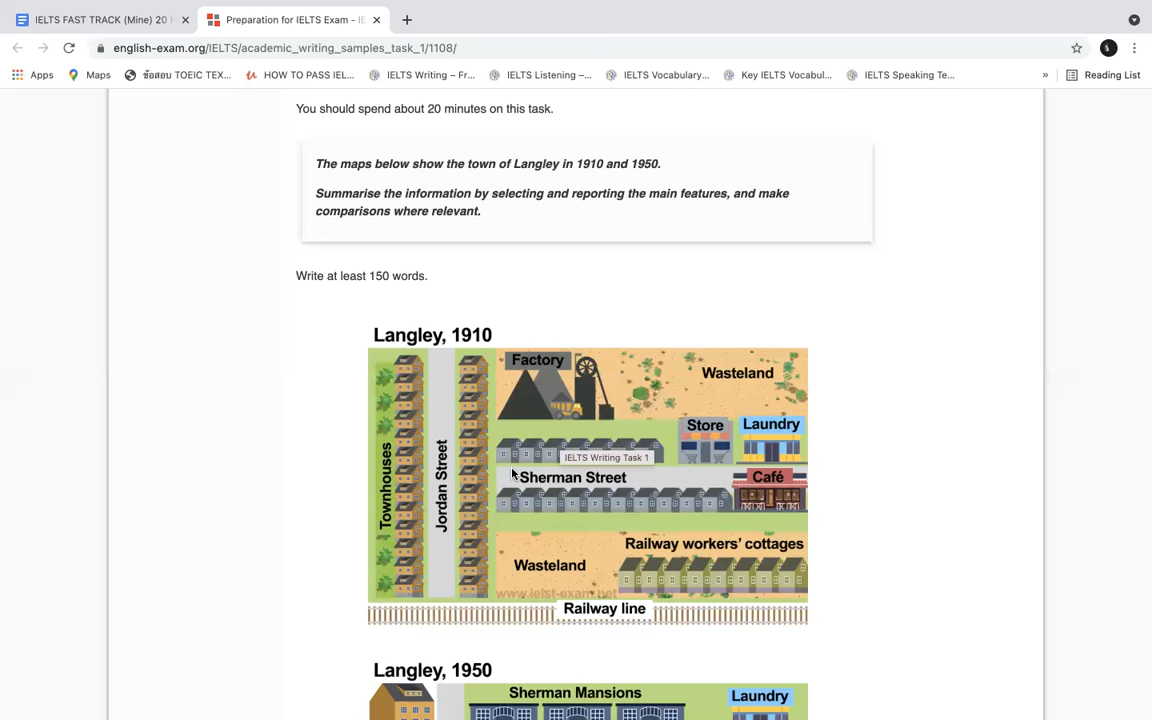 IELTS FAST TRACK (Mine) 20 H
Preparation for IELTS Exam - IE
english-exam.org/IELTS/academic_writing_samples_task_1/1108/
Apps
Maps
ข้อสอบ TOEIC TEX...
HOW TO PASS IEL...
IELTS Writing – Fr...
IELTS Listening –...
IELTS Vocabulary...
Key IELTS Vocabul...
IELTS Speaking Te...
»
Reading List
You should spend about 20 minutes on this task.
The maps below show the town of Langley in 1910 and 1950.
Summarise the information by selecting and reporting the main features, and make
comparisons where relevant.
Write at least 150 words.
Langley, 1910
Factory
Wasteland
Store
Laundry
Townhouses
Jordan Street
IELTS Writing Task 1
Sherman Street
Café
Railway workers' cottages
Wasteland
www.ielst-exam.net
Railway line
Langley, 1950
Sherman Mansions
Laundry